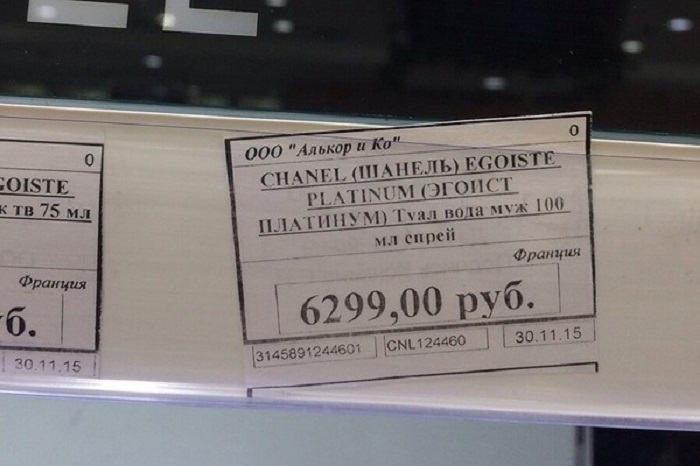 0
GOISTE
к тв 75 мл
Франция
б.
30.11.15
ООО "Алькор и Ко"
0
CHANEL (ШАНЕЛЬ) EGOISTE
PLATINUM (ЭГОИСТ
ПЛАТИНУМ) Туал вода муж 100
мл спрей
Франция
6299,00 руб.
3145891244601
CNL124460
30.11.15